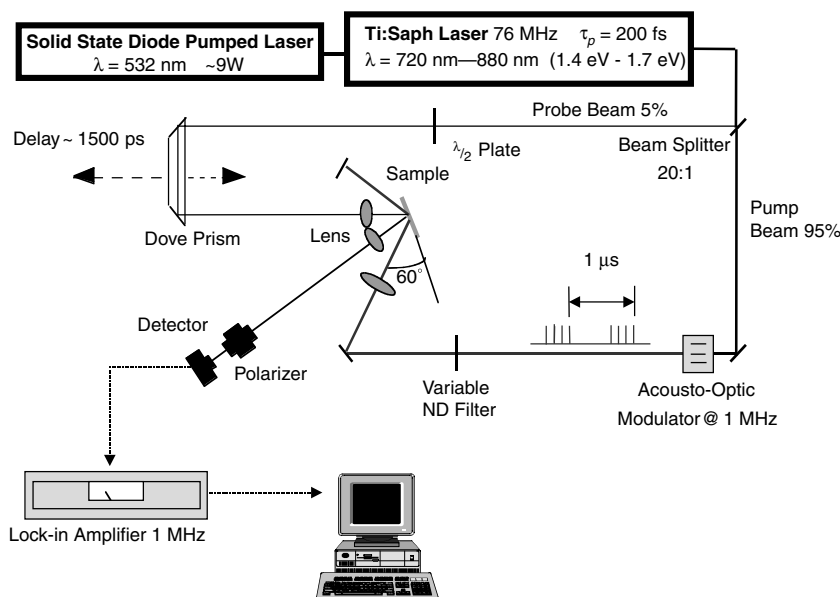 Solid State Diode Pumped Laser
λ = 532 nm ~9W
Ti:Saph Laser 76 MHz τp = 200 fs
λ = 720 nm—880 nm (1.4 eV - 1.7 eV)
Probe Beam 5%
λ/2 Plate
Beam Splitter
20:1
Delay ~ 1500 ps
Sample
Pump
Beam 95%
Dove Prism
Lens
60°
1 μs
Detector
Polarizer
Variable
ND Filter
Acousto-Optic
Modulator @ 1 MHz
Lock-in Amplifier 1 MHz